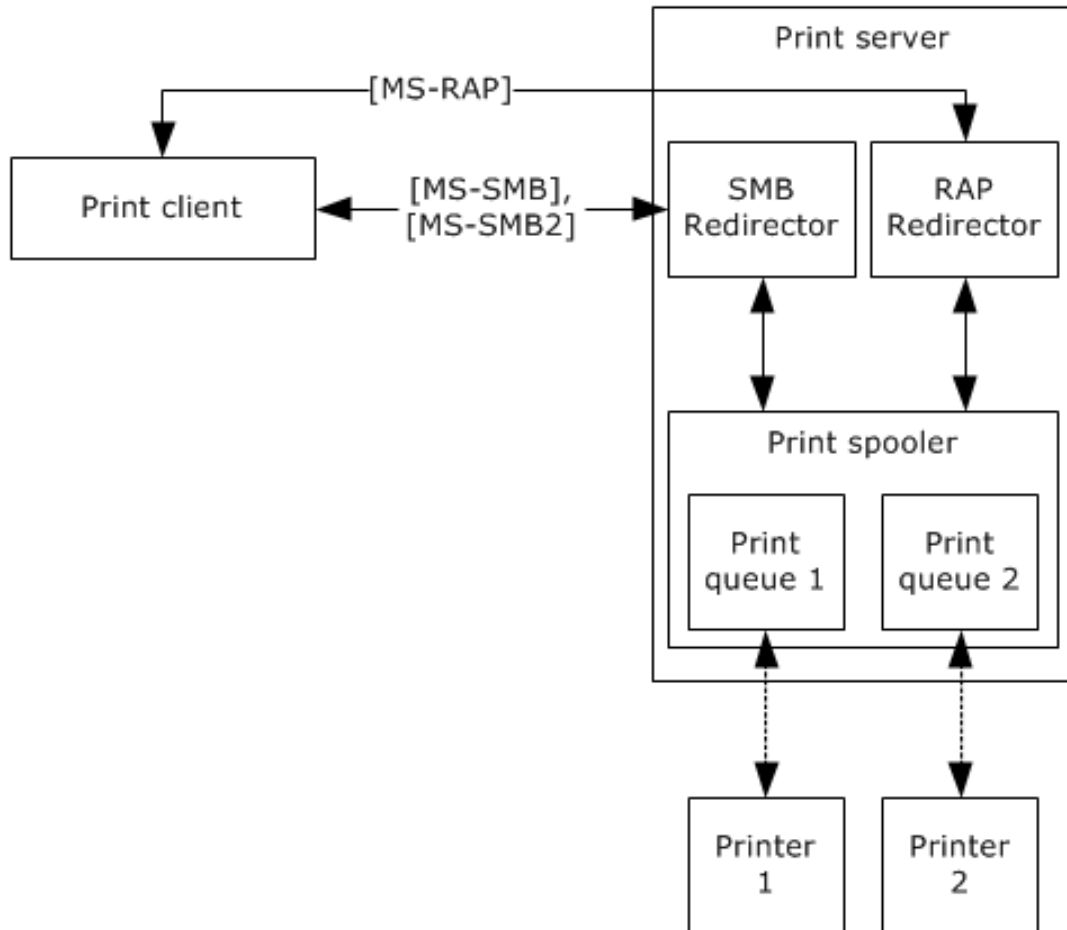 Print server
[MS-RAP]
Print client
[MS-SMB],
[MS-SMB2]
SMB
Redirector
RAP
Redirector
Print spooler
Print
queue 1
Print
queue 2
Printer
1
Printer
2